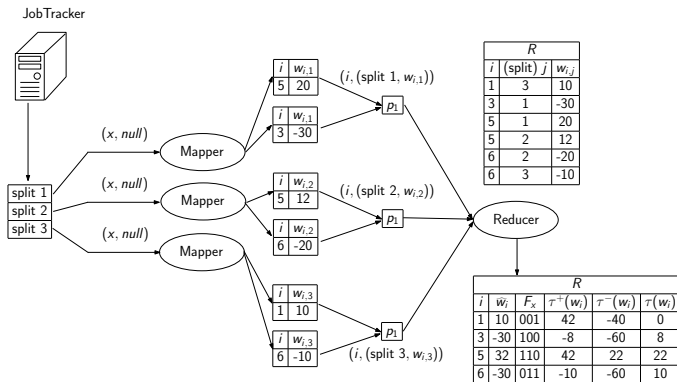 JobTracker
split 1
split 2
split 3
(x, null)
Mapper
(x, null)
Mapper
(x, null)
Mapper
i w_{i,1}
5 20
i w_{i,1}
3 -30
i w_{i,2}
5 12
i w_{i,2}
6 -20
i w_{i,3}
1 10
i w_{i,3}
6 -10
(i, (split 1, w_{i,1}))
p_1
(i, (split 2, w_{i,2}))
p_1
p_1
(i, (split 3, w_{i,3}))
Reducer
R
i (split) j w_{i,j}
1 3 10
3 1 -30
5 1 20
5 2 12
6 2 -20
6 3 -10
R
i ŵ_i F_x τ⁺(w_i) τ⁻(w_i) τ(w_i)
1 10 001 42 -40 0
3 -30 100 -8 -60 8
5 32 110 42 22 22
6 -30 011 -10 -60 10